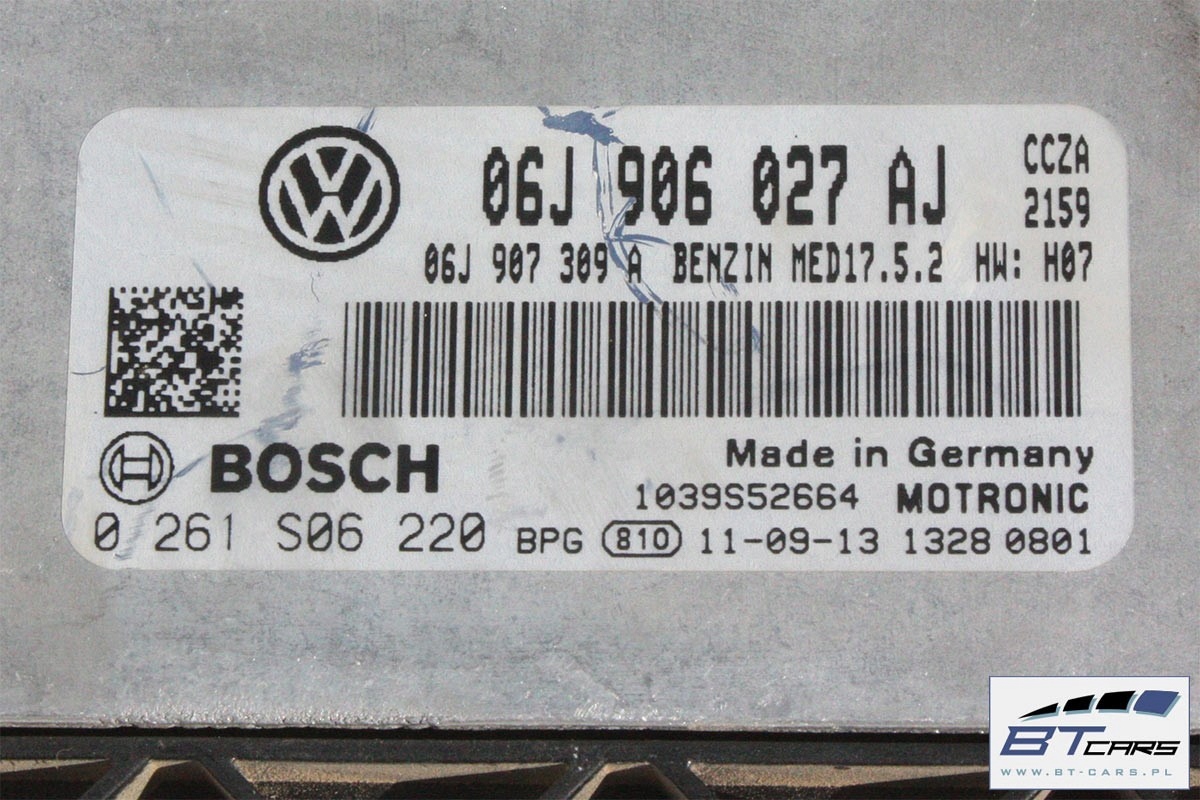 06J 906 027 AJ
CCZA
2159
06J 907 309 A BENZIN MED17.5.2 HW: H07
BOSCH
Made in Germany
1039S52664 MOTRONIC
0 261 S06 220 BPG 810 11-09-13 1328 0801
BT CARS
WWW.BT-CARS.PL